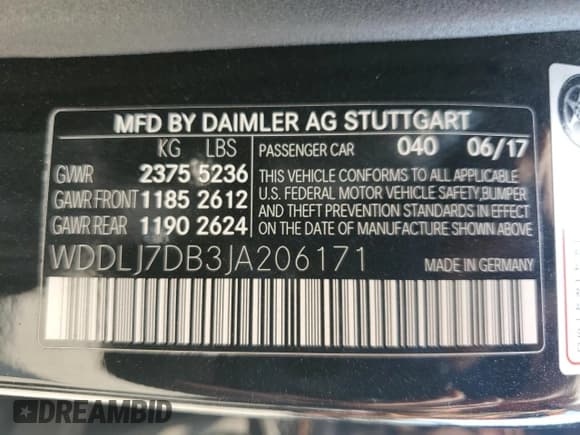 MFD BY DAIMLER AG STUTTGART
KG LBS
GVWR 2375 5236
GAWR FRONT 1185 2612
GAWR REAR 1190 2624
PASSENGER CAR 040 06/17
THIS VEHICLE CONFORMS TO ALL APPLICABLE
U.S. FEDERAL MOTOR VEHICLE SAFETY,BUMPER
AND THEFT PREVENTION STANDARDS IN EFFECT
ON THE DATE OF MANUFACTURE SHOWN ABOVE.
WDDLJ7DB3JA206171
MADE IN GERMANY
DREAMBID